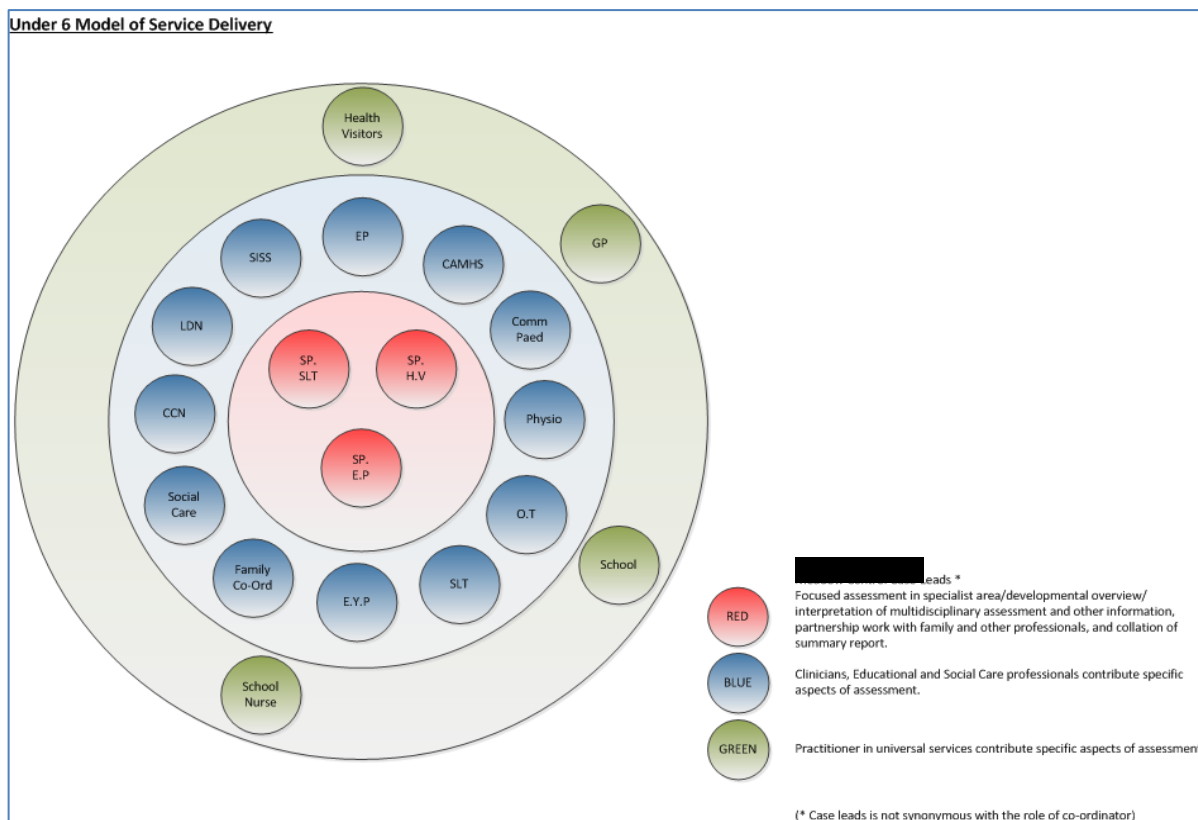 Under 6 Model of Service Delivery
Health
Visitors
GP
EP
SISS
CAMHS
LDN
Comm
Paed
SP.
SLT
SP.
H.V
CCN
Physio
SP.
E.P
Social
Care
O.T
Family
Co-Ord
E.Y.P
SLT
School
School
Nurse
Leads *
RED
Focused assessment in specialist area/developmental overview/
interpretation of multidisciplinary assessment and other information,
partnership work with family and other professionals, and collation of
summary report.
BLUE
Clinicians, Educational and Social Care professionals contribute specific
aspects of assessment.
GREEN
Practitioner in universal services contribute specific aspects of assessment
(* Case leads is not synonymous with the role of co-ordinator)